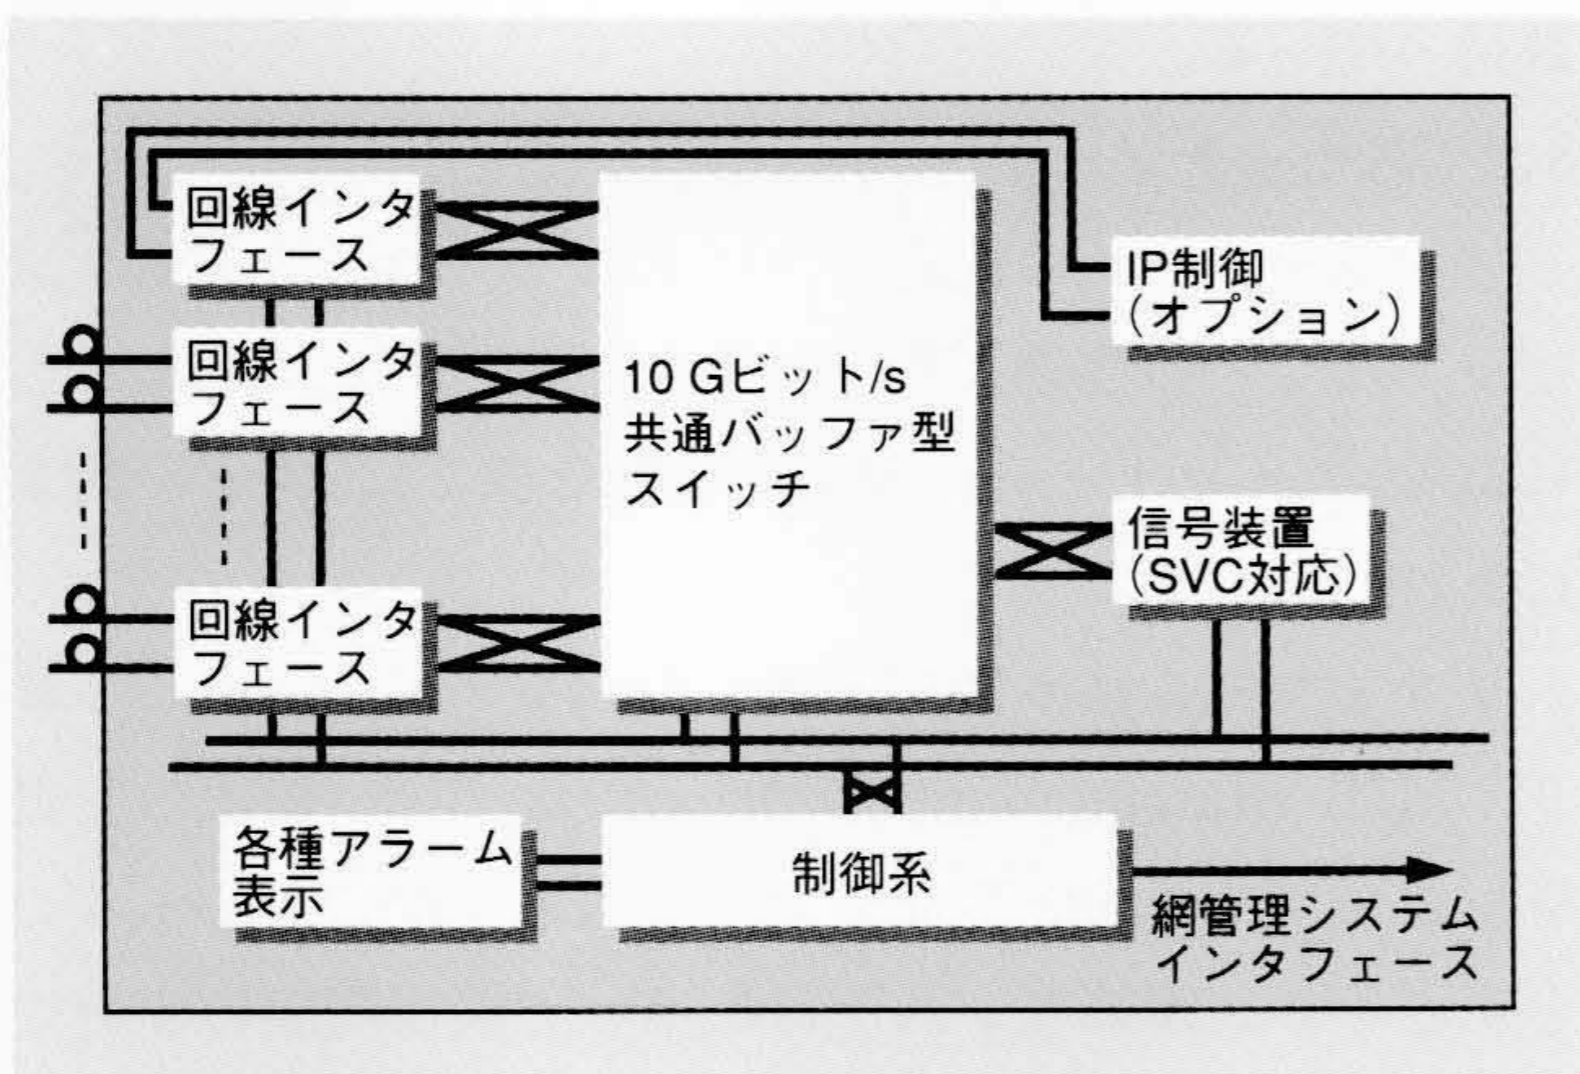 回線インタ
フェース
回線インタ
フェース
回線インタ
フェース
10 Gビット/s
共通バッファ型
スイッチ
IP制御
(オプション)
信号装置
(SVC対応)
各種アラーム
表示
制御系
網管理システム
インタフェース